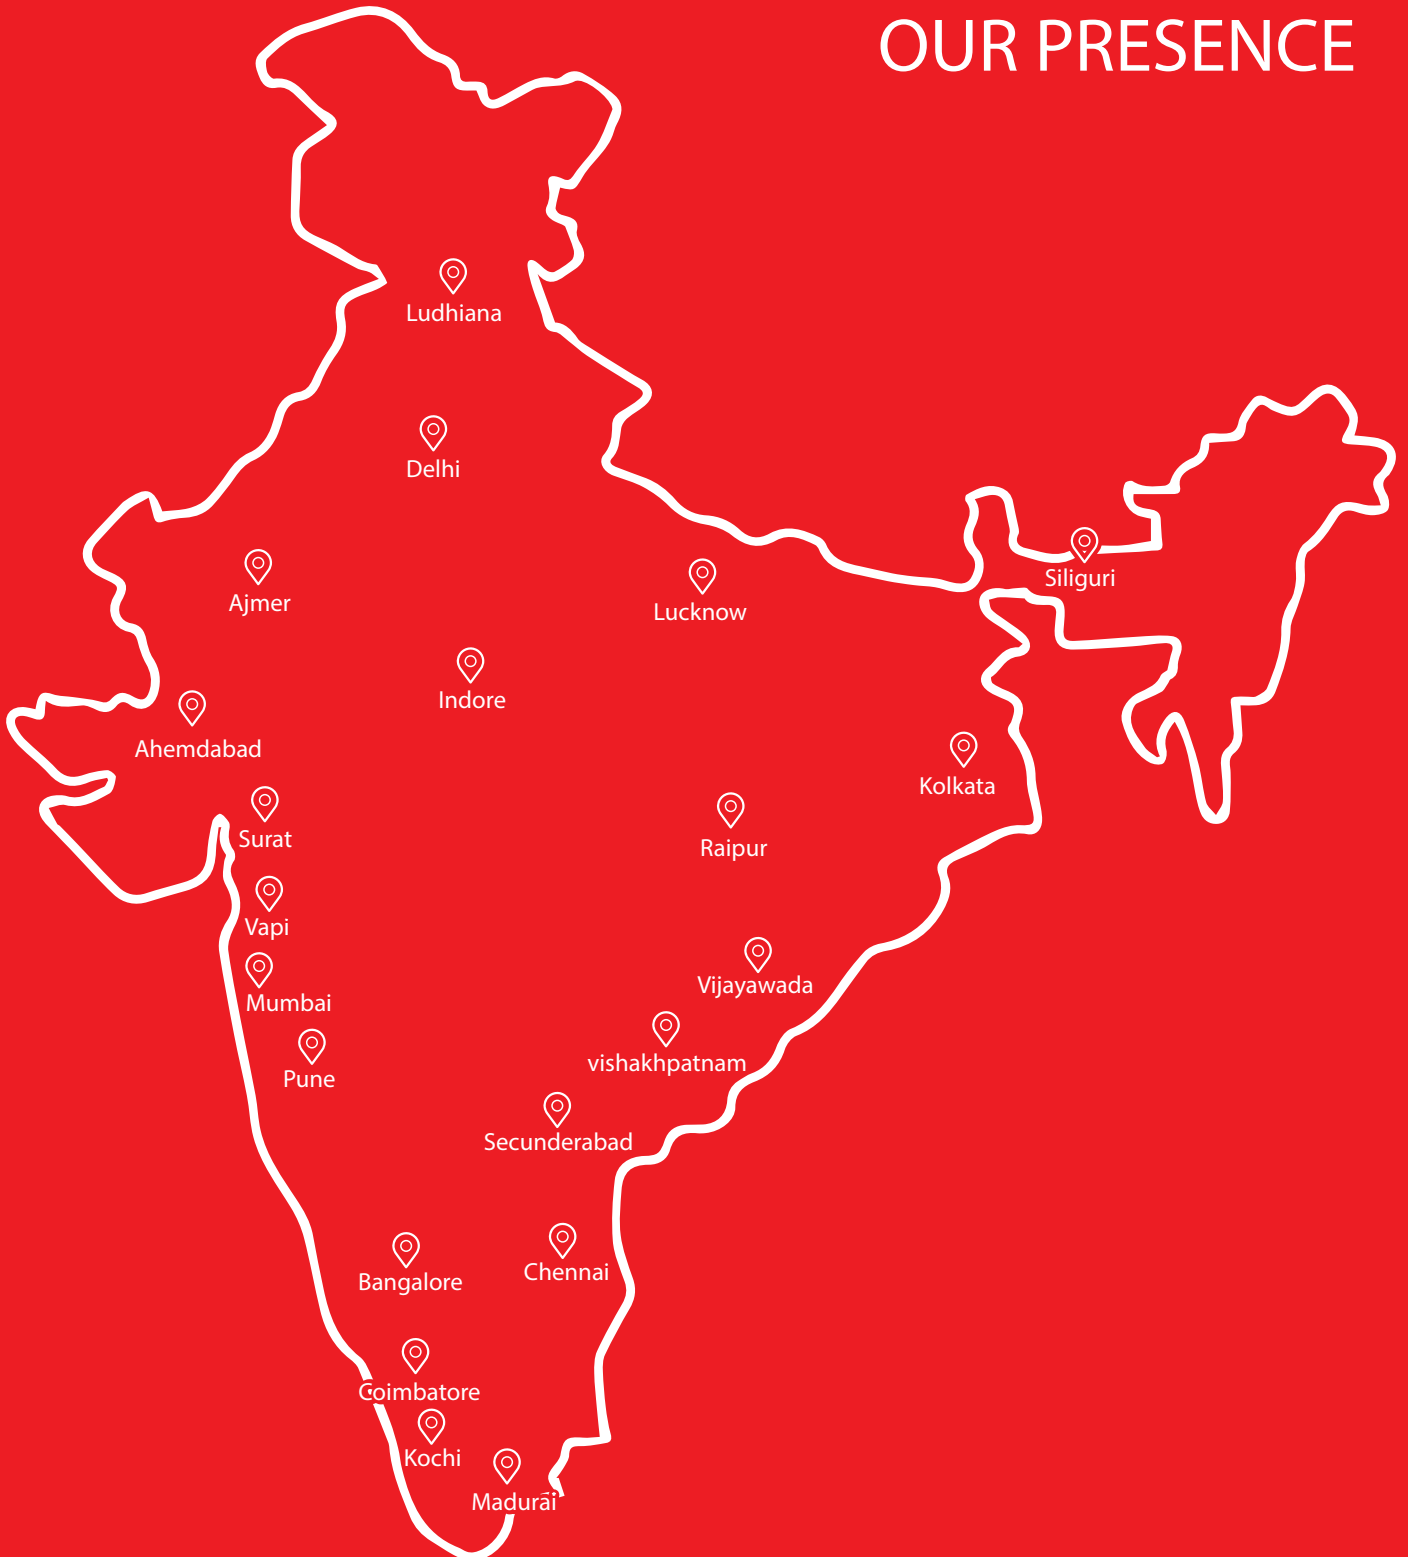 OUR PRESENCE
Ludhiana
Delhi
Siliguri
Ajmer
Lucknow
Indore
Ahemdabad
Kolkata
Surat
Raipur
Vapi
Vijayawada
Mumbai
vishakhpatnam
Pune
Secunderabad
Chennai
Bangalore
Coimbatore
Kochi
Madurai